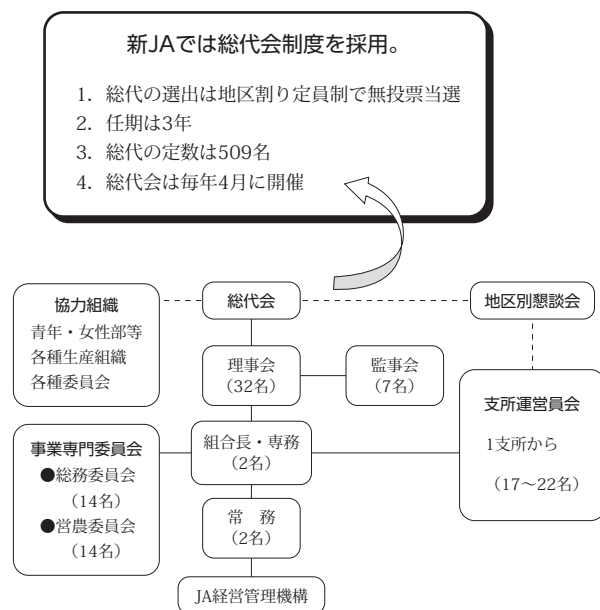 新JAでは総代会制度を採用。
1. 総代の選出は地区割り定員制で無投票当選
2. 任期は3年
3. 総代の定数は509名
4. 総代会は毎年4月に開催
協力組織
青年・女性部等
各種生産組織
各種委員会
総代会
地区別懇談会
理事会
(32名)
監事会
(7名)
支所運営員会
1支所から
(17〜22名)
事業専門委員会
●総務委員会
(14名)
●営農委員会
(14名)
組合長・専務
(2名)
常　務
(2名)
JA経営管理機構